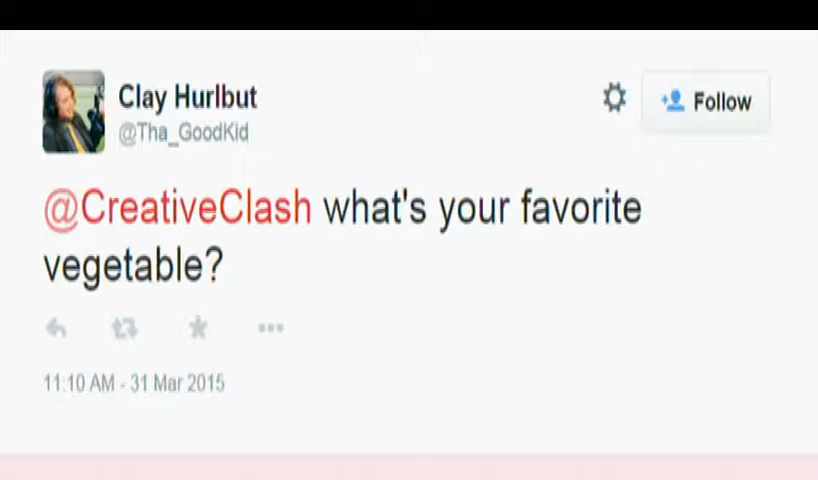 Clay Hurlbut
@Tha_GoodKid
Follow
@CreativeClash what's your favorite
vegetable?
11:10 AM - 31 Mar 2015